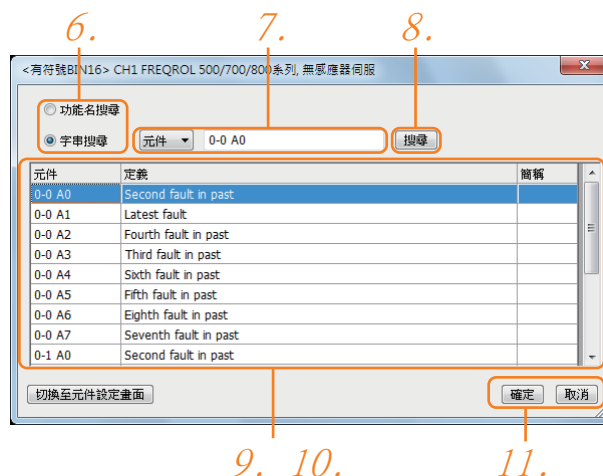 6. 7. 8.
<有符號BIN16> CH1 FREQROL 500/700/800系列, 無感應器伺服
功能名搜尋
字串搜尋 元件 0-0 A0 搜尋
元件 定義 簡稱
0-0 A0 Second fault in past
0-0 A1 Latest fault
0-0 A2 Fourth fault in past
0-0 A3 Third fault in past
0-0 A4 Sixth fault in past
0-0 A5 Fifth fault in past
0-0 A6 Eighth fault in past
0-0 A7 Seventh fault in past
0-1 A0 Second fault in past
切換至元件設定畫面 確定 取消
9. 10. 11.